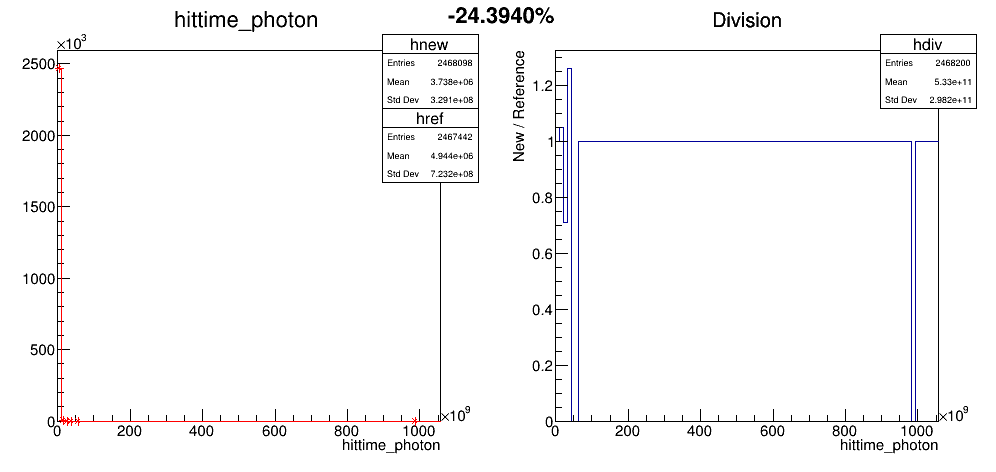 -24.3940%
hittime_photon
×10³
hnew
Entries 2468098
Mean 3.738e+06
Std Dev 3.291e+08
href
Entries 2467442
Mean 4.944e+06
Std Dev 7.232e+08
2500
2000
1500
1000
500
0
0 200 400 600 800 1000
×10⁹
hittime_photon
Division
hdiv
Entries 2468200
Mean 5.33e+11
Std Dev 2.982e+11
New / Reference
1.2
1
0.8
0.6
0.4
0.2
0
0 200 400 600 800 1000
×10⁹
hittime_photon